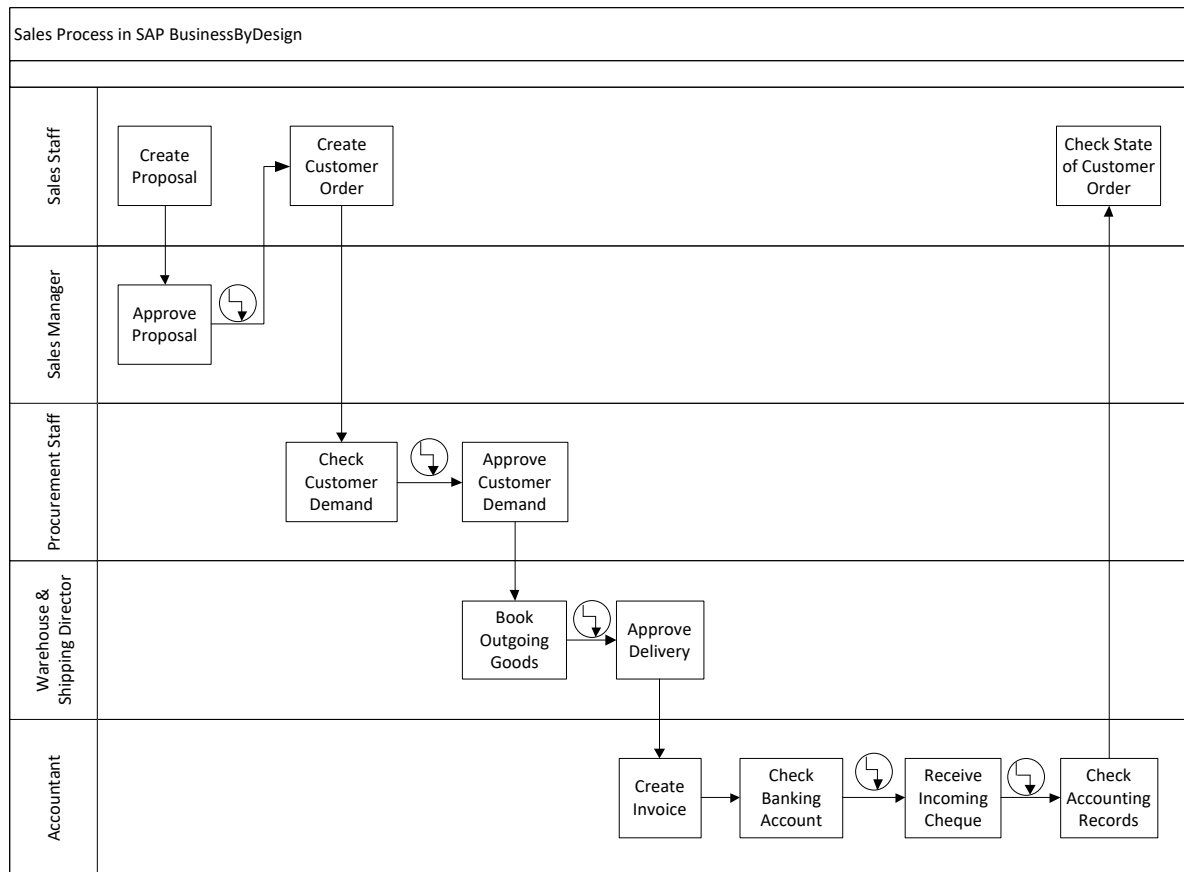 Sales Process in SAP BusinessByDesign
Sales Staff
Create
Proposal
Create
Customer
Order
Check State
of Customer
Order
Sales Manager
Approve
Proposal
Procurement Staff
Check
Customer
Demand
Approve
Customer
Demand
Warehouse &
Shipping Director
Book
Outgoing
Goods
Approve
Delivery
Accountant
Create
Invoice
Check
Banking
Account
Receive
Incoming
Cheque
Check
Accounting
Records